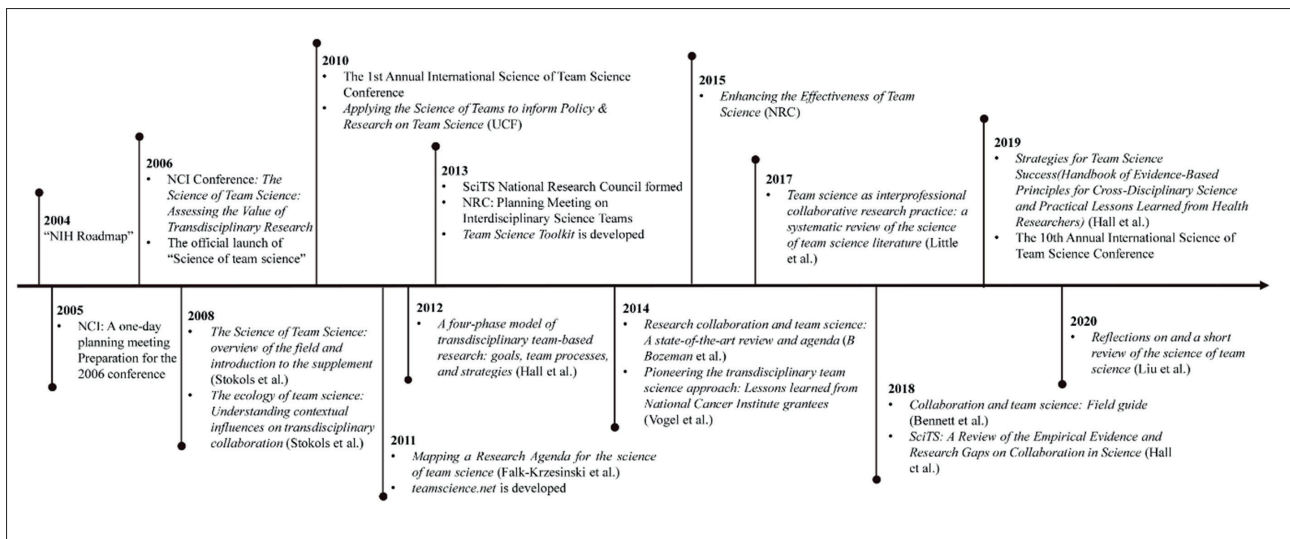 2004
“NIH Roadmap”
2005
• NCI: A one-day
planning meeting
Preparation for the
2006 conference
2006
• NCI Conference: The
Science of Team Science:
Assessing the Value of
Transdisciplinary Research
• The official launch of
“Science of team science”
2008
• The Science of Team Science:
overview of the field and
introduction to the supplement
(Stokols et al.)
• The ecology of team science:
Understanding contextual
influences on transdisciplinary
collaboration (Stokols et al.)
2010
• The 1st Annual International Science of Team Science
Conference
• Applying the Science of Teams to inform Policy &
Research on Team Science (UCF)
2011
• Mapping a Research Agenda for the science
of team science (Falk-Krzesinski et al.)
• teamscience.net is developed
2012
• A four-phase model of
transdisciplinary team-based
research: goals, team processes,
and strategies (Hall et al.)
2013
• SciTS National Research Council formed
• NRC: Planning Meeting on
Interdisciplinary Science Teams
• Team Science Toolkit is developed
2014
• Research collaboration and team science:
A state-of-the-art review and agenda (B
Bozeman et al.)
• Pioneering the transdisciplinary team
science approach: Lessons learned from
National Cancer Institute grantees
(Vogel et al.)
2015
• Enhancing the Effectiveness of Team
Science (NRC)
2017
• Team science as interprofessional
collaborative research practice: a
systematic review of the science
of team science literature (Little
et al.)
2018
• Collaboration and team science: Field guide
(Bennett et al.)
• SciTS: A Review of the Empirical Evidence and
Research Gaps on Collaboration in Science (Hall
et al.)
2019
• Strategies for Team Science
Success(Handbook of Evidence-Based
Principles for Cross-Disciplinary Science
and Practical Lessons Learned from Health
Researchers) (Hall et al.)
• The 10th Annual International Science of
Team Science Conference
2020
• Reflections on and a short
review of the science of team
science (Liu et al.)